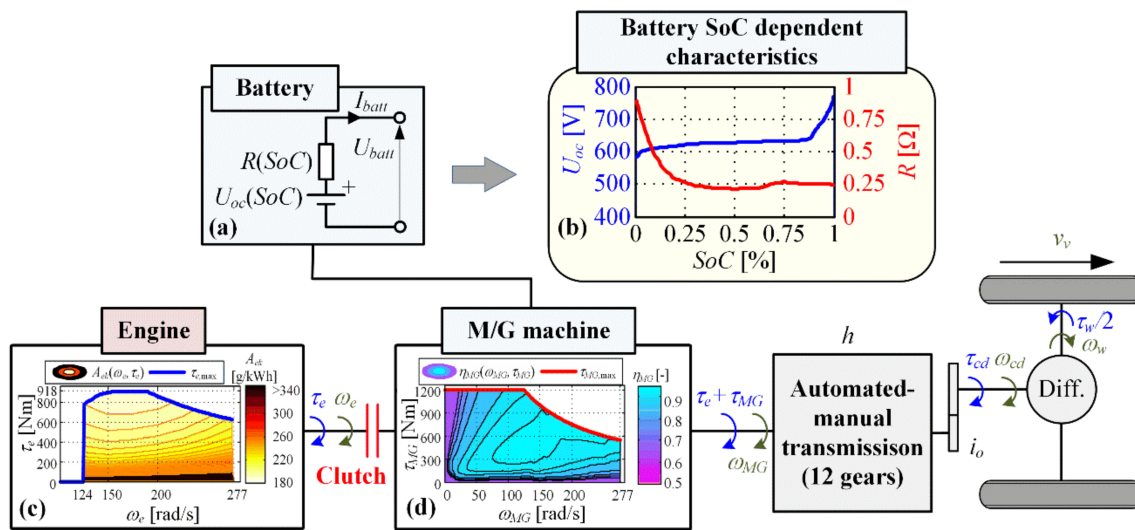 Battery SoC dependent
characteristics
Battery
I_batt
R(SoC)
U_batt
U_oc(SoC)
+
(a)
800
700
600
500
400
U_oc [V]
1
0.75
0.5
0.25
0
R [Ω]
(b)
0 0.25 0.5 0.75 1
SoC [%]
v_v
Engine
A_ek(ω_e, τ_e) τ_e,max
A_ek
[g/kWh]
918
800
600
400
200
0
τ_e [Nm]
>340
300
260
220
180
124 150 190 277
ω_e [rad/s]
(c)
τ_e ω_e
Clutch
M/G machine
η_MG(ω_MG, τ_MG) τ_MG,max
η_MG [-]
1200
900
600
300
0
τ_MG [Nm]
0.9
0.8
0.7
0.6
0.5
0 50 100 150 200 277
ω_MG [rad/s]
(d)
τ_e + τ_MG
ω_MG
h
Automated-
manual
transmissison
(12 gears)
τ_cd ω_cd
i_o
τ_w/2
ω_w
Diff.